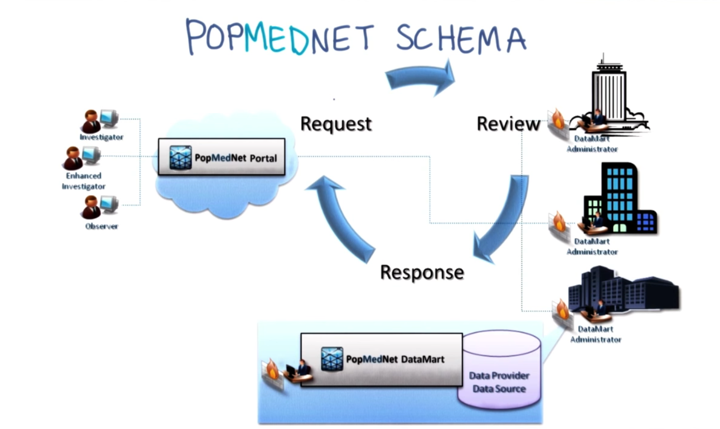 POPMEDNET SCHEMA
Request
Review
Investigator
Enhanced
Investigator
Observer
PopMedNet Portal
DataMart
Administrator
DataMart
Administrator
Response
DataMart
Administrator
PopMedNet DataMart
Data Provider
Data Source